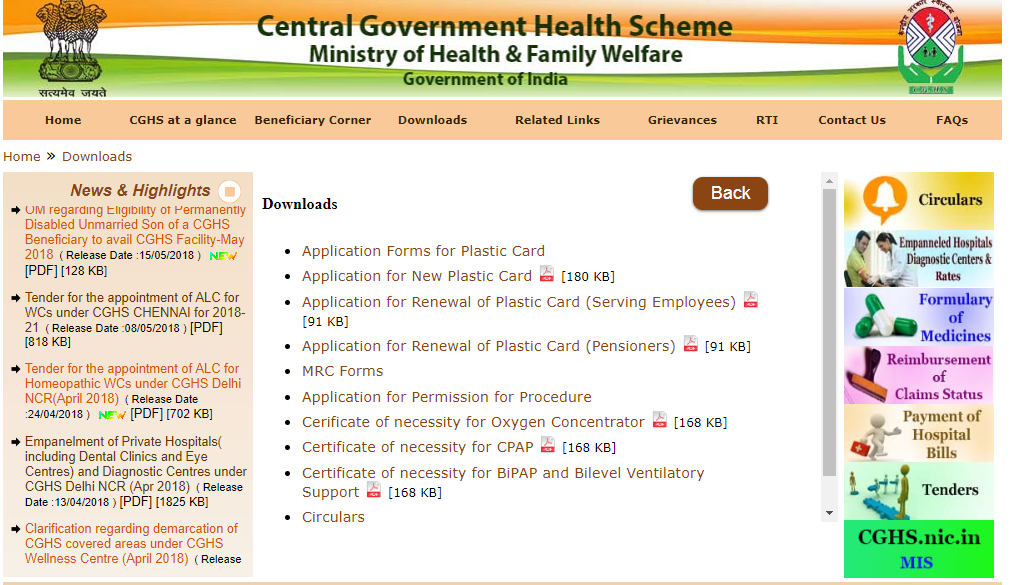 Central Government Health Scheme
Ministry of Health & Family Welfare
Government of India
सत्यमेव जयते
Home CGHS at a glance Beneficiary Corner Downloads Related Links Grievances RTI Contact Us FAQs
Home » Downloads
News & Highlights
OM regarding Eligibility of Permanently
Disabled Unmarried Son of a CGHS
Beneficiary to avail CGHS Facility-May
2018 ( Release Date :15/05/2018 ) NEW
[PDF] [128 KB]
Tender for the appointment of ALC for
WCs under CGHS CHENNAI for 2018-
21 ( Release Date :08/05/2018 ) [PDF]
[818 KB]
Tender for the appointment of ALC for
Homeopathic WCs under CGHS Delhi
NCR(April 2018) ( Release Date
:24/04/2018 ) NEW [PDF] [702 KB]
Empanelment of Private Hospitals(
including Dental Clinics and Eye
Centres) and Diagnostic Centres under
CGHS Delhi NCR (Apr 2018) ( Release
Date :13/04/2018 ) [PDF] [1825 KB]
Clarification regarding demarcation of
CGHS covered areas under CGHS
Wellness Centre (April 2018) ( Release
Back
Downloads
Application Forms for Plastic Card
Application for New Plastic Card [180 KB]
Application for Renewal of Plastic Card (Serving Employees)
[91 KB]
Application for Renewal of Plastic Card (Pensioners) [91 KB]
MRC Forms
Application for Permission for Procedure
Cerificate of necessity for Oxygen Concentrator [168 KB]
Certificate of necessity for CPAP [168 KB]
Certificate of necessity for BiPAP and Bilevel Ventilatory
Support [168 KB]
Circulars
Circulars
Empanneled Hospitals
Diagnostic Centers &
Rates
Formulary
of
Medicines
Reimbursement
of
Claims Status
Payment of
Hospital
Bills
Tenders
CGHS.nic.in
MIS